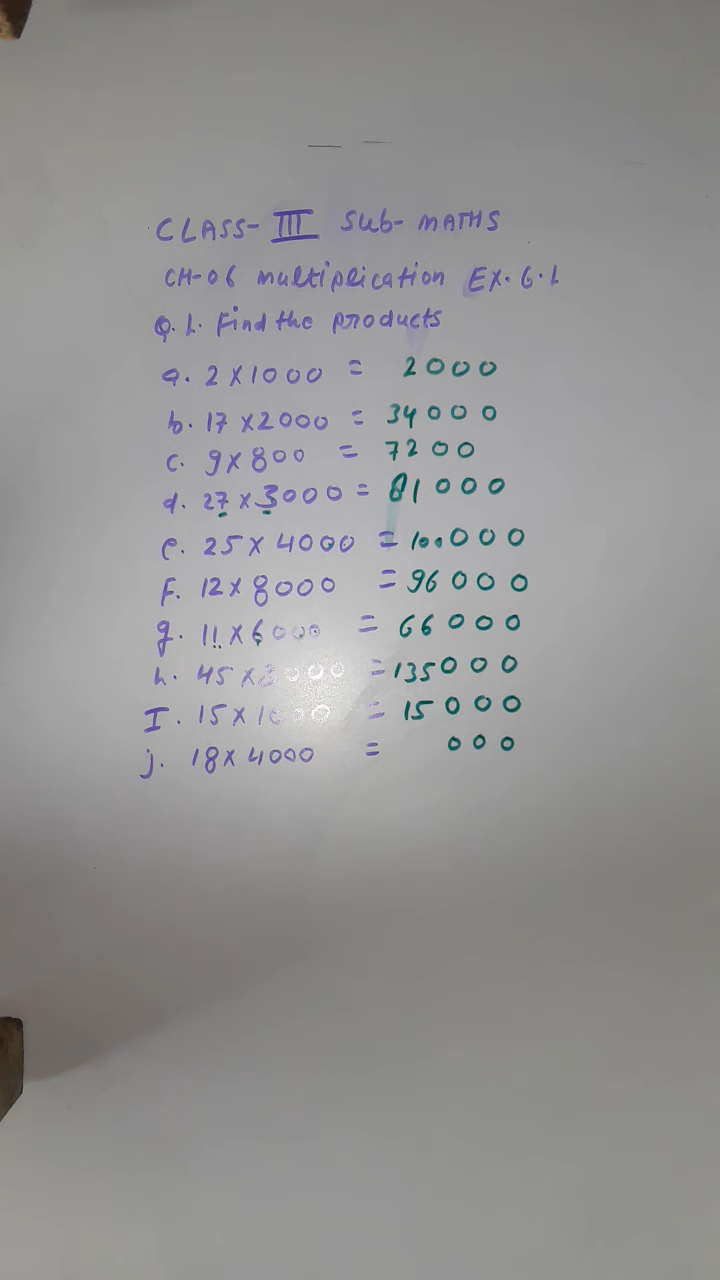 CLASS-III Sub-MATHS
CH-06 multiplication EX.6.1
Q.1. Find the products
a. 2×1000 = 2000
b. 17×2000 = 34000
c. 9×800 = 7200
d. 27×3000 = 81000
e. 25×4000 = 100000
F. 12×8000 = 96000
g. 11×6000 = 66000
h. 45×3000 = 135000
I. 15×1000 = 15000
j. 18×4000 = 000